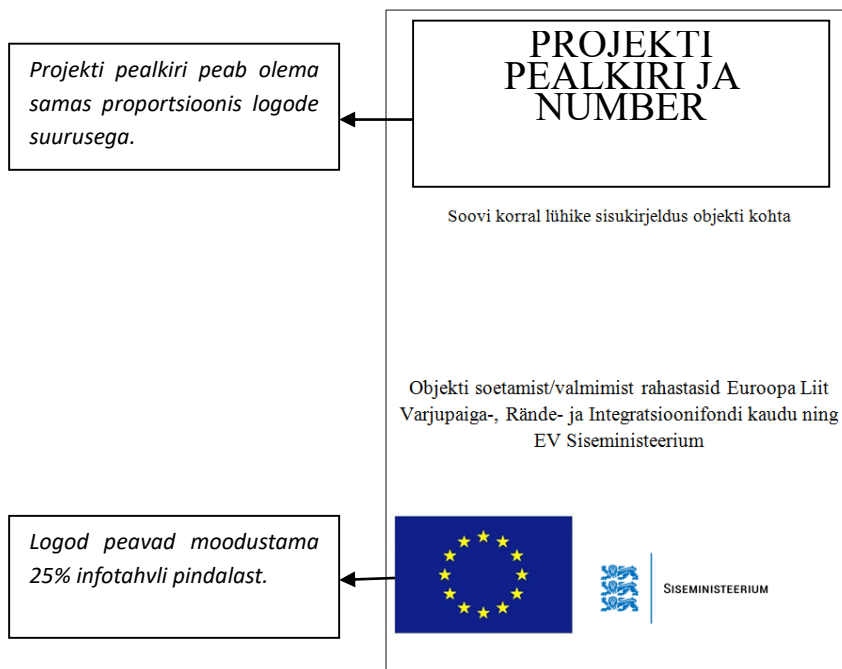 Projekti pealkiri peab olema
samas proportsioonis logode
suurusega.
PROJEKTI
PEALKIRI JA
NUMBER
Soovi korral lühike sisukirjeldus objekti kohta
Objekti soetamist/valmimist rahastasid Euroopa Liit
Varjupaiga-, Rände- ja Integratsioonifondi kaudu ning
EV Siseministeerium
Logod peavad moodustama
25% infotahvli pindalast.
SISEMINISTEERIUM